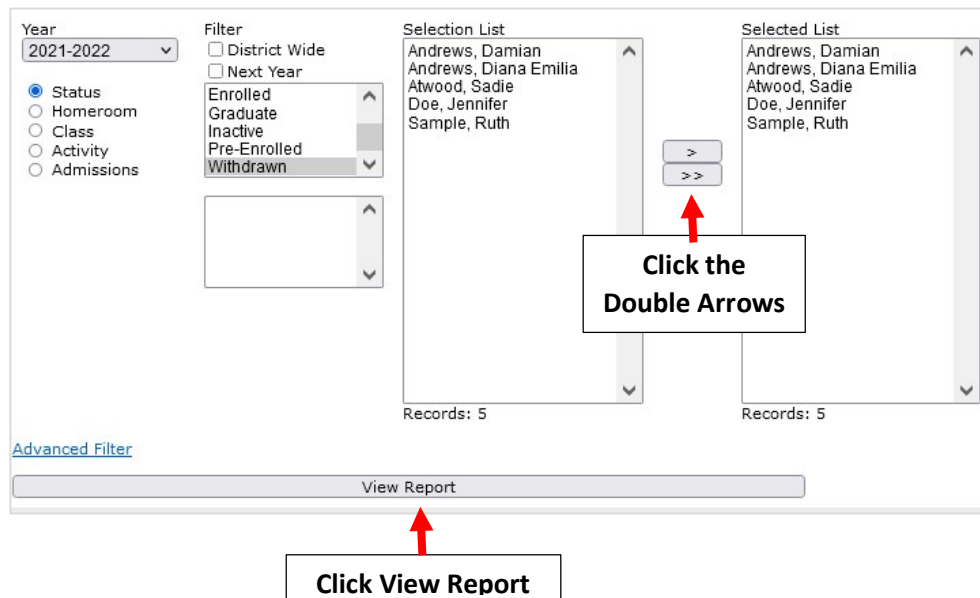 Year
2021-2022
Status
Homeroom
Class
Activity
Admissions
Filter
District Wide
Next Year
Enrolled
Graduate
Inactive
Pre-Enrolled
Withdrawn
Selection List
Andrews, Damian
Andrews, Diana Emilia
Atwood, Sadie
Doe, Jennifer
Sample, Ruth
Records: 5
>
>>
Click the
Double Arrows
Selected List
Andrews, Damian
Andrews, Diana Emilia
Atwood, Sadie
Doe, Jennifer
Sample, Ruth
Records: 5
Advanced Filter
View Report
Click View Report